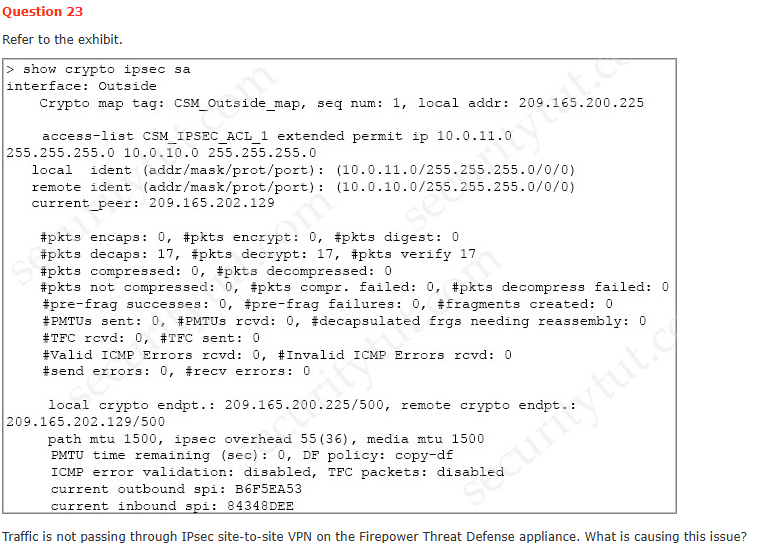 Question 23
Refer to the exhibit.
> show crypto ipsec sa
interface: Outside
Crypto map tag: CSM_Outside_map, seq num: 1, local addr: 209.165.200.225
access-list CSM_IPSEC_ACL_1 extended permit ip 10.0.11.0
255.255.255.0 10.0.10.0 255.255.255.0
local ident (addr/mask/prot/port): (10.0.11.0/255.255.255.0/0/0)
remote ident (addr/mask/prot/port): (10.0.10.0/255.255.255.0/0/0)
current_peer: 209.165.202.129
#pkts encaps: 0, #pkts encrypt: 0, #pkts digest: 0
#pkts decaps: 17, #pkts decrypt: 17, #pkts verify 17
#pkts compressed: 0, #pkts decompressed: 0
#pkts not compressed: 0, #pkts compr. failed: 0, #pkts decompress failed: 0
#pre-frag successes: 0, #pre-frag failures: 0, #fragments created: 0
#PMTUs sent: 0, #PMTUs rcvd: 0, #decapsulated frgs needing reassembly: 0
#TFC rcvd: 0, #TFC sent: 0
#Valid ICMP Errors rcvd: 0, #Invalid ICMP Errors rcvd: 0
#send errors: 0, #recv errors: 0
local crypto endpt.: 209.165.200.225/500, remote crypto endpt.:
209.165.202.129/500
path mtu 1500, ipsec overhead 55(36), media mtu 1500
PMTU time remaining (sec): 0, DF policy: copy-df
ICMP error validation: disabled, TFC packets: disabled
current outbound spi: B6F5EA53
current inbound spi: 84348DEE
Traffic is not passing through IPsec site-to-site VPN on the Firepower Threat Defense appliance. What is causing this issue?